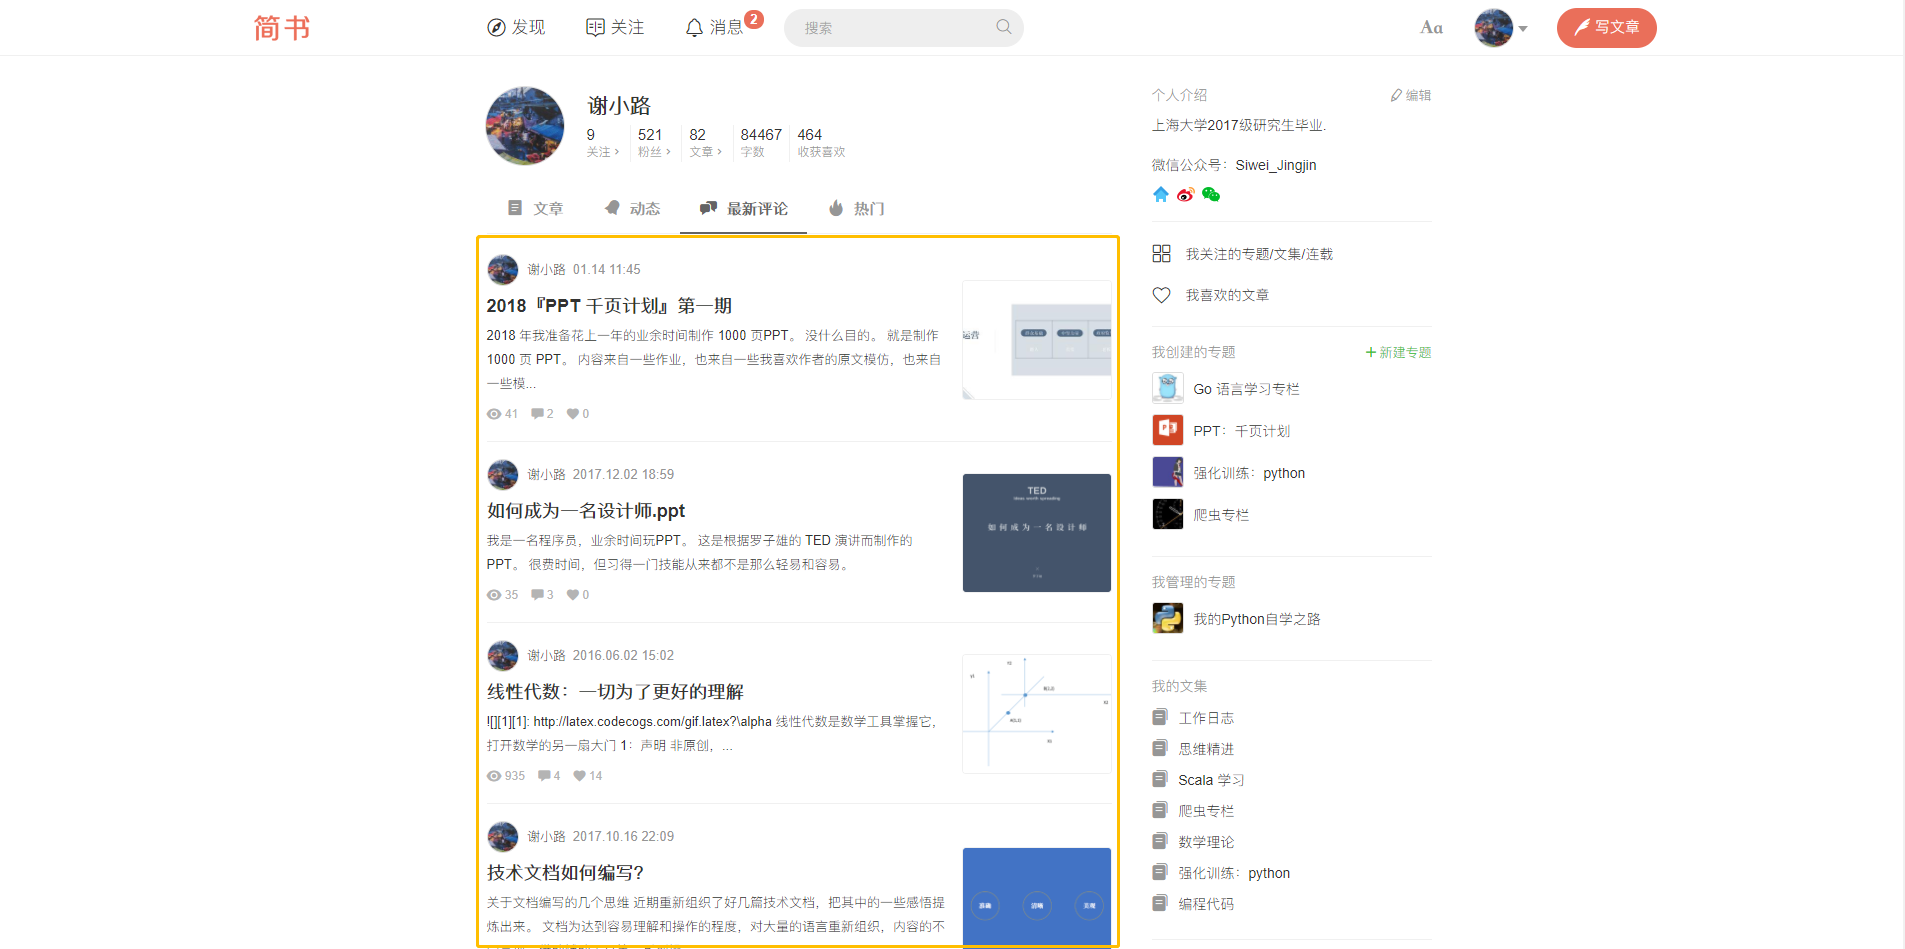 简书
发现
关注
消息
2
搜索
Aa
写文章
谢小路
9
521
82
84467
464
关注
粉丝
文章
字数
收获喜欢
文章
动态
最新评论
热门
谢小路 01.14 11:45
2018『PPT 千页计划』第一期
2018 年我准备花上一年的业余时间制作 1000 页PPT。 没什么目的。 就是制作
1000 页 PPT。 内容来自一些作业，也来自一些我喜欢作者的原文模仿，也来自
一些模...
41
2
0
运营
谢小路 2017.12.02 18:59
如何成为一名设计师.ppt
我是一名程序员，业余时间玩PPT。 这是根据罗子雄的 TED 演讲而制作的
PPT。 很费时间，但习得一门技能从来都不是那么轻易和容易。
35
3
0
TED
ideas worth spreading
如何成为一名设计师
谢小路 2016.06.02 15:02
线性代数：一切为了更好的理解
![][1][1]: http://latex.codecogs.com/gif.latex?\alpha 线性代数是数学工具掌握它，
打开数学的另一扇大门 1：声明 非原创，...
935
4
14
谢小路 2017.10.16 22:09
技术文档如何编写？
关于文档编写的几个思维 近期重新组织了好几篇技术文档，把其中的一些感悟提
炼出来。 文档为达到容易理解和操作的程度，对大量的语言重新组织，内容的不
准确
清晰
美观
个人介绍
编辑
上海大学2017级研究生毕业.
微信公众号：Siwei_Jingjin
我关注的专题/文集/连载
我喜欢的文章
我创建的专题
+ 新建专题
Go 语言学习专栏
PPT：千页计划
强化训练：python
爬虫专栏
我管理的专题
我的Python自学之路
我的文集
工作日志
思维精进
Scala 学习
爬虫专栏
数学理论
强化训练：python
编程代码